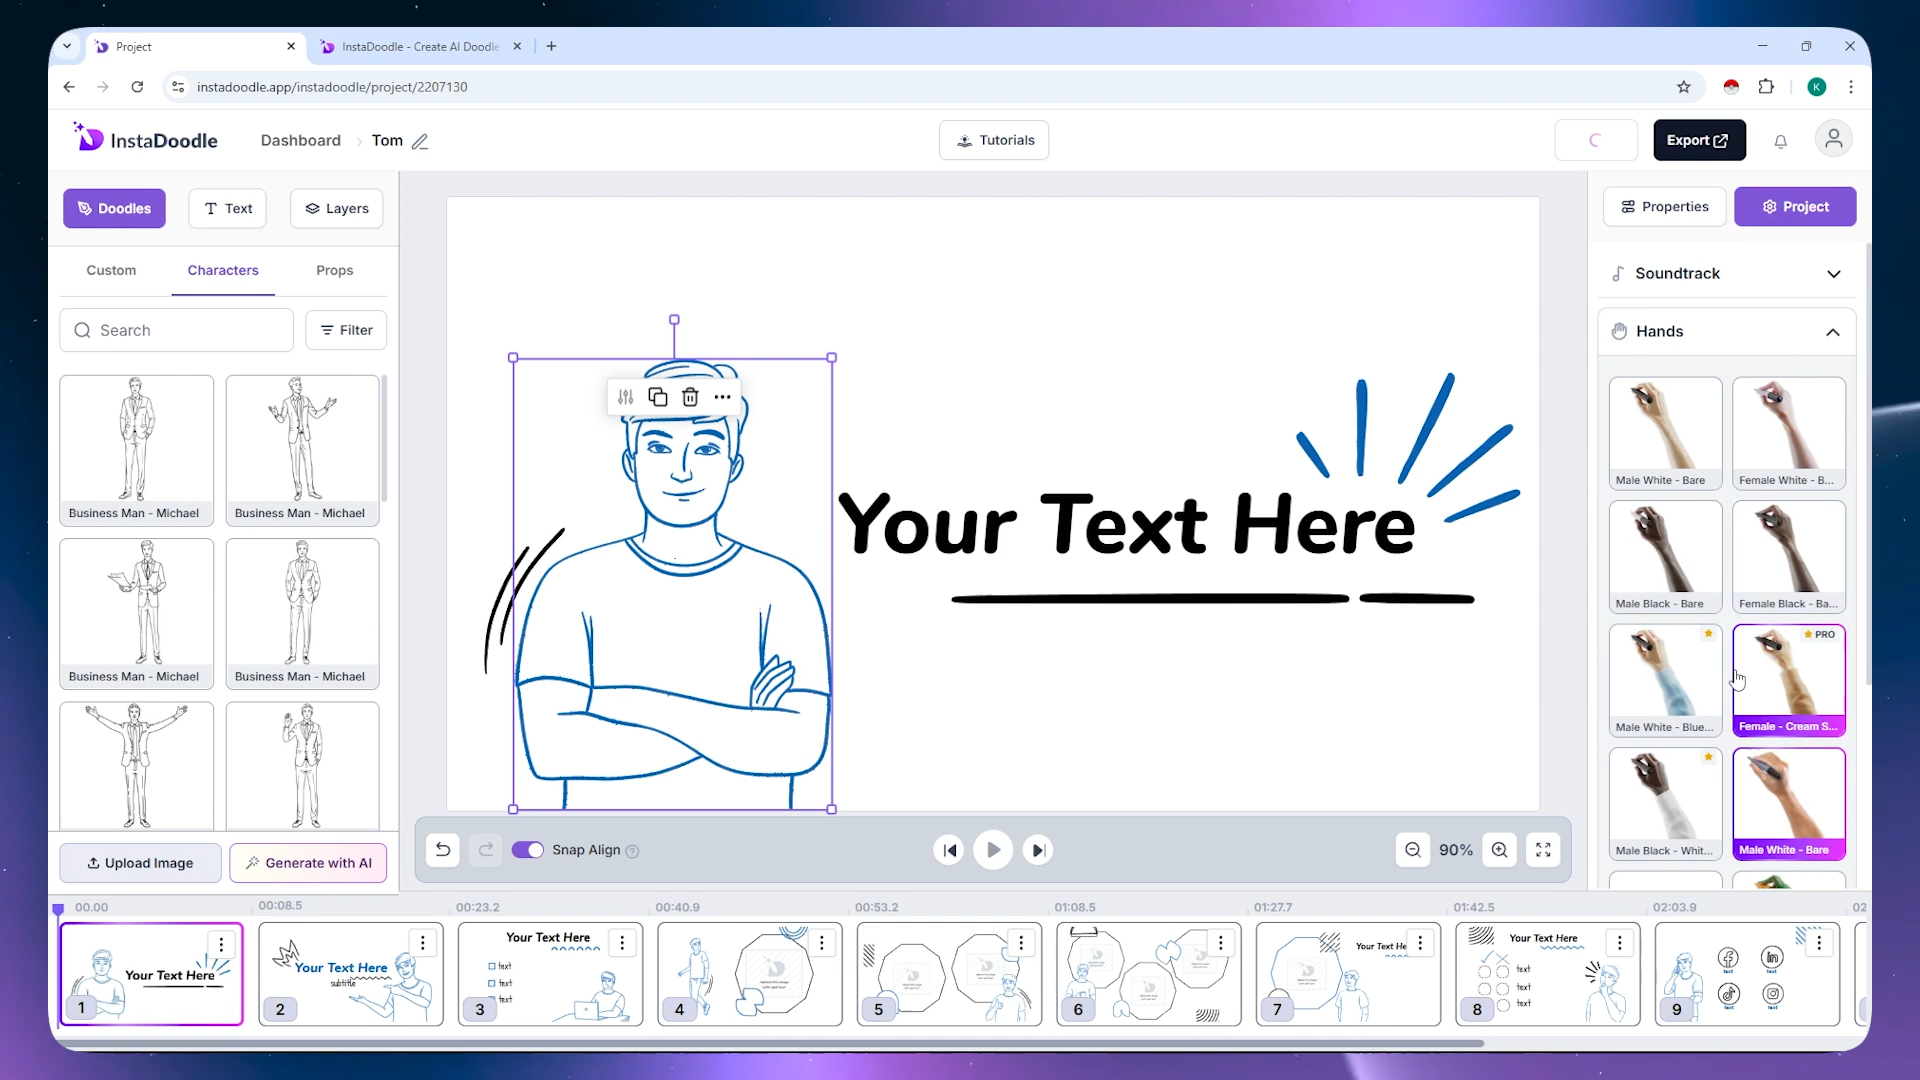 Project
InstaDoodle - Create AI Doodle
instadoodle.app/instadoodle/project/2207130
K
InstaDoodle
Dashboard
Tom
Tutorials
Export
Doodles
Text
Layers
Properties
Project
Custom
Characters
Props
Soundtrack
Search
Filter
Hands
Business Man - Michael
Business Man - Michael
Business Man - Michael
Business Man - Michael
Your Text Here
Male White - Bare
Female White - B...
Male Black - Bare
Female Black - Ba...
PRO
Male White - Blue...
Female - Cream S...
Male Black - Whit...
Male White - Bare
Upload Image
Generate with AI
Snap Align
90%
00.00
00:08.5
00:23.2
00:40.9
00:53.2
01:08.5
01:27.7
01:42.5
02:03.9
02
Your Text Here
1
Your Text Here
subtitle
2
Your Text Here
text
text
text
3
4
5
6
Your Text He
7
Your Text Here
text
text
text
8
text
text
text
text
9